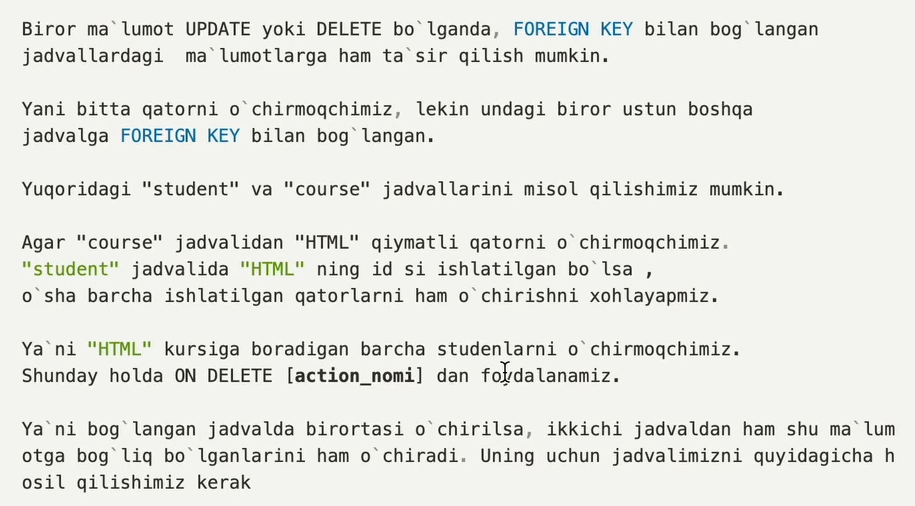 Biror ma`lumot UPDATE yoki DELETE bo`lganda, FOREIGN KEY bilan bog`langan
jadvallardagi  ma`lumotlarga ham ta`sir qilish mumkin.
Yani bitta qatorni o`chirmoqchimiz, lekin undagi biror ustun boshqa
jadvalga FOREIGN KEY bilan bog`langan.
Yuqoridagi "student" va "course" jadvallarini misol qilishimiz mumkin.
Agar "course" jadvalidan "HTML" qiymatli qatorni o`chirmoqchimiz.
"student" jadvalida "HTML" ning id si ishlatilgan bo`lsa ,
o`sha barcha ishlatilgan qatorlarni ham o`chirishni xohlayapmiz.
Ya`ni "HTML" kursiga boradigan barcha studenlarni o`chirmoqchimiz.
Shunday holda ON DELETE [action_nomi] dan foydalanamiz.
Ya`ni bog`langan jadvalda birortasi o`chirilsa, ikkichi jadvaldan ham shu ma`lum
otga bog`liq bo`lganlarini ham o`chiradi. Uning uchun jadvalimizni quyidagicha h
osil qilishimiz kerak